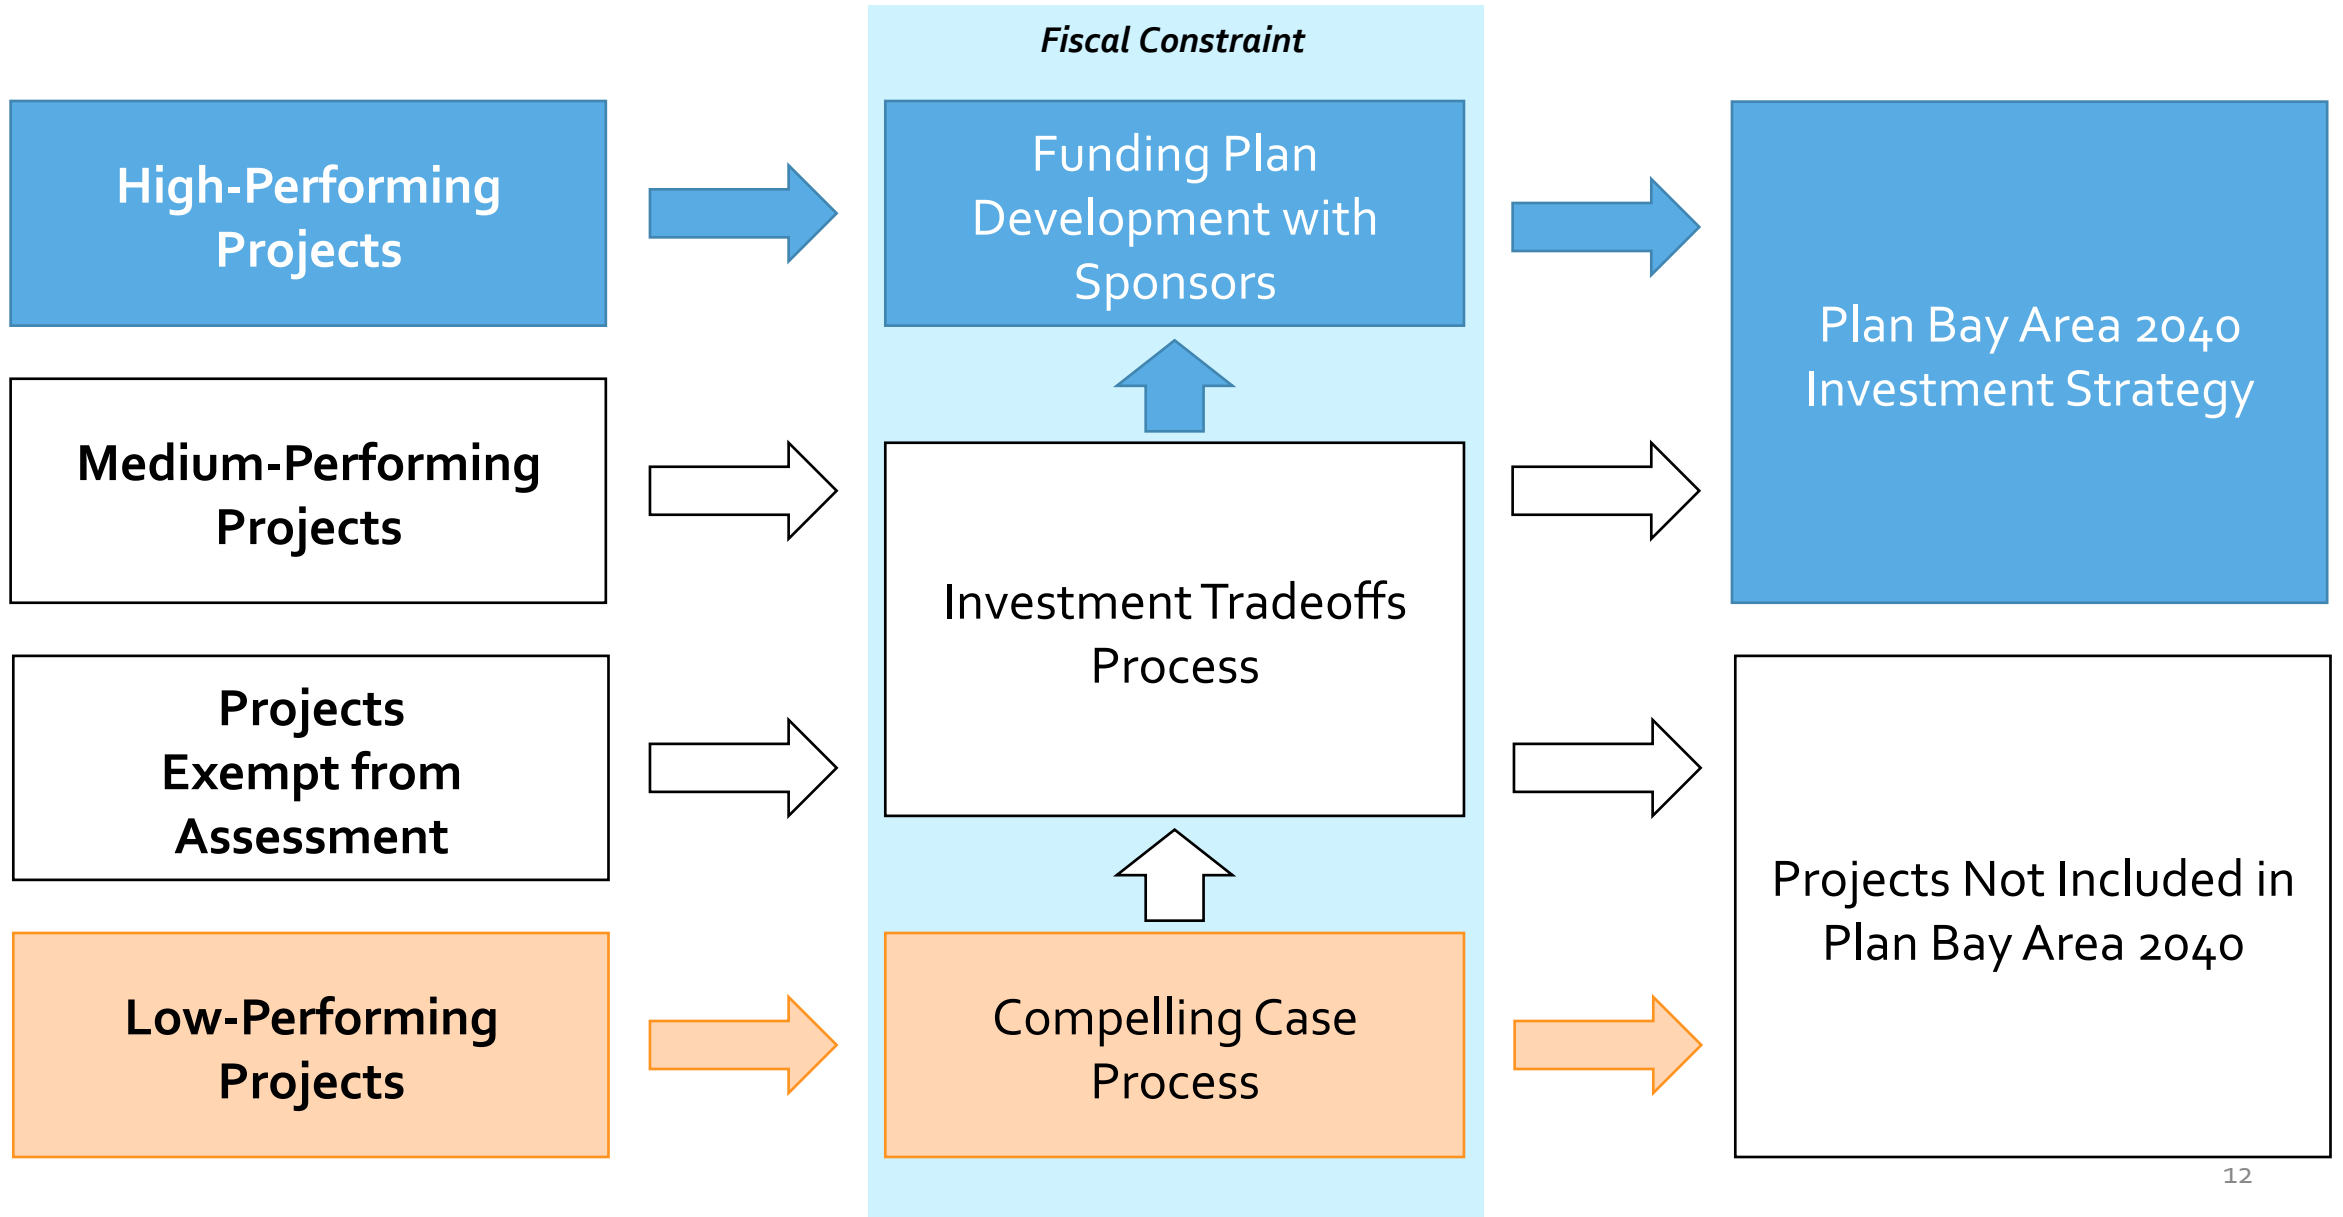 Fiscal Constraint
High-Performing
Projects
Funding Plan
Development with
Sponsors
Plan Bay Area 2040
Investment Strategy
Medium-Performing
Projects
Investment Tradeoffs
Process
Projects
Exempt from
Assessment
Projects Not Included in
Plan Bay Area 2040
Low-Performing
Projects
Compelling Case
Process
12